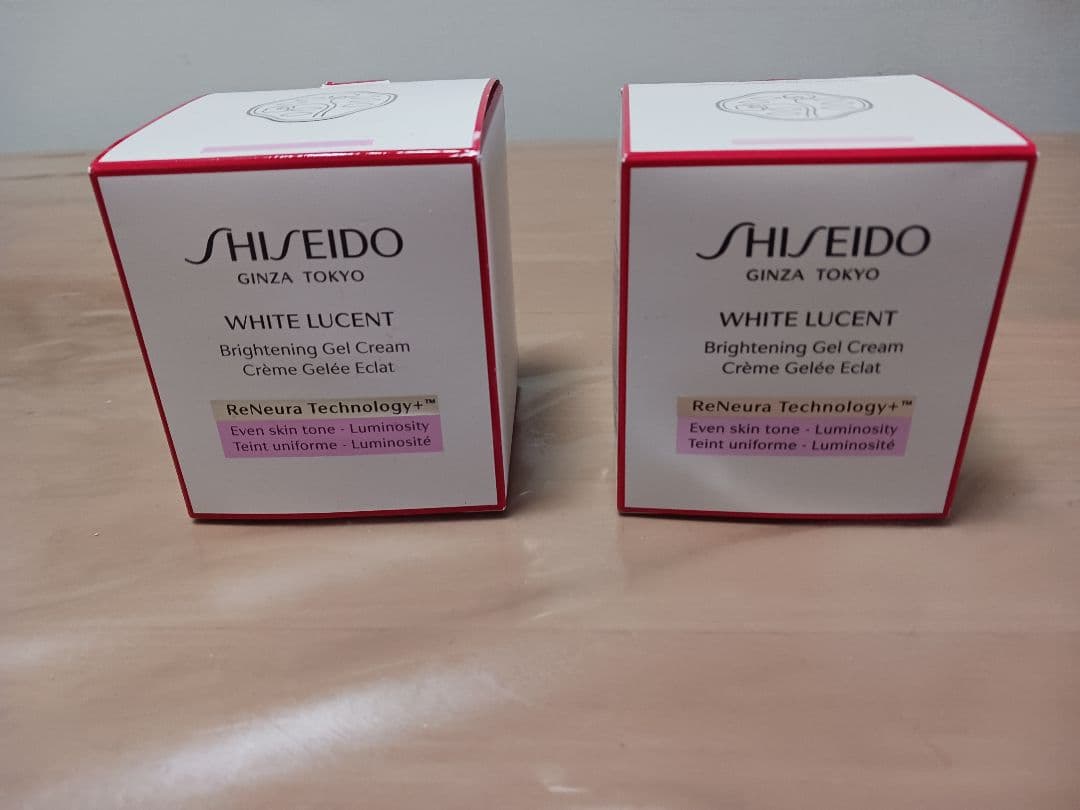 SHISEIDO
GINZA TOKYO
WHITE LUCENT
Brightening Gel Cream
Crème Gelée Eclat
ReNeura Technology+™
Even skin tone - Luminosity
Teint uniforme - Luminosité
SHISEIDO
GINZA TOKYO
WHITE LUCENT
Brightening Gel Cream
Crème Gelée Eclat
ReNeura Technology+™
Even skin tone - Luminosity
Teint uniforme - Luminosité